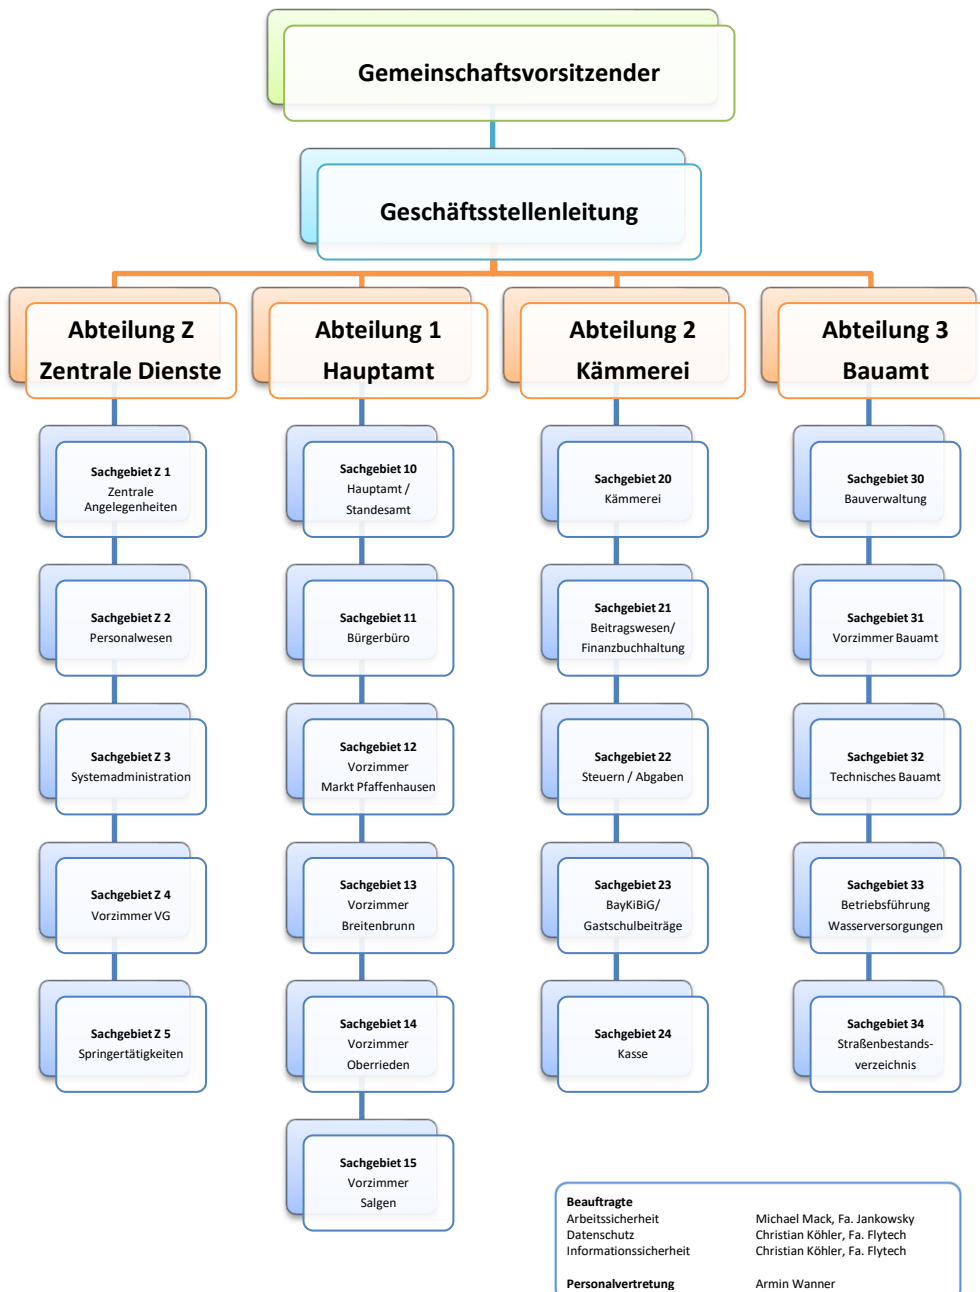 Gemeinschaftsvorsitzender
Geschäftsstellenleitung
Abteilung Z
Zentrale Dienste
Sachgebiet Z 1
Zentrale
Angelegenheiten
Sachgebiet Z 2
Personalwesen
Sachgebiet Z 3
Systemadministration
Sachgebiet Z 4
Vorzimmer VG
Sachgebiet Z 5
Springertätigkeiten
Abteilung 1
Hauptamt
Sachgebiet 10
Hauptamt /
Standesamt
Sachgebiet 11
Bürgerbüro
Sachgebiet 12
Vorzimmer
Markt Pfaffenhausen
Sachgebiet 13
Vorzimmer
Breitenbrunn
Sachgebiet 14
Vorzimmer
Oberrieden
Sachgebiet 15
Vorzimmer
Salgen
Abteilung 2
Kämmerei
Sachgebiet 20
Kämmerei
Sachgebiet 21
Beitragswesen/
Finanzbuchhaltung
Sachgebiet 22
Steuern / Abgaben
Sachgebiet 23
BayKiBiG/
Gastschulbeiträge
Sachgebiet 24
Kasse
Abteilung 3
Bauamt
Sachgebiet 30
Bauverwaltung
Sachgebiet 31
Vorzimmer Bauamt
Sachgebiet 32
Technisches Bauamt
Sachgebiet 33
Betriebsführung
Wasserversorgungen
Sachgebiet 34
Straßenbestands-
verzeichnis
Beauftragte
Arbeitssicherheit Michael Mack, Fa. Jankowsky
Datenschutz Christian Köhler, Fa. Flytech
Informationssicherheit Christian Köhler, Fa. Flytech
Personalvertretung Armin Wanner